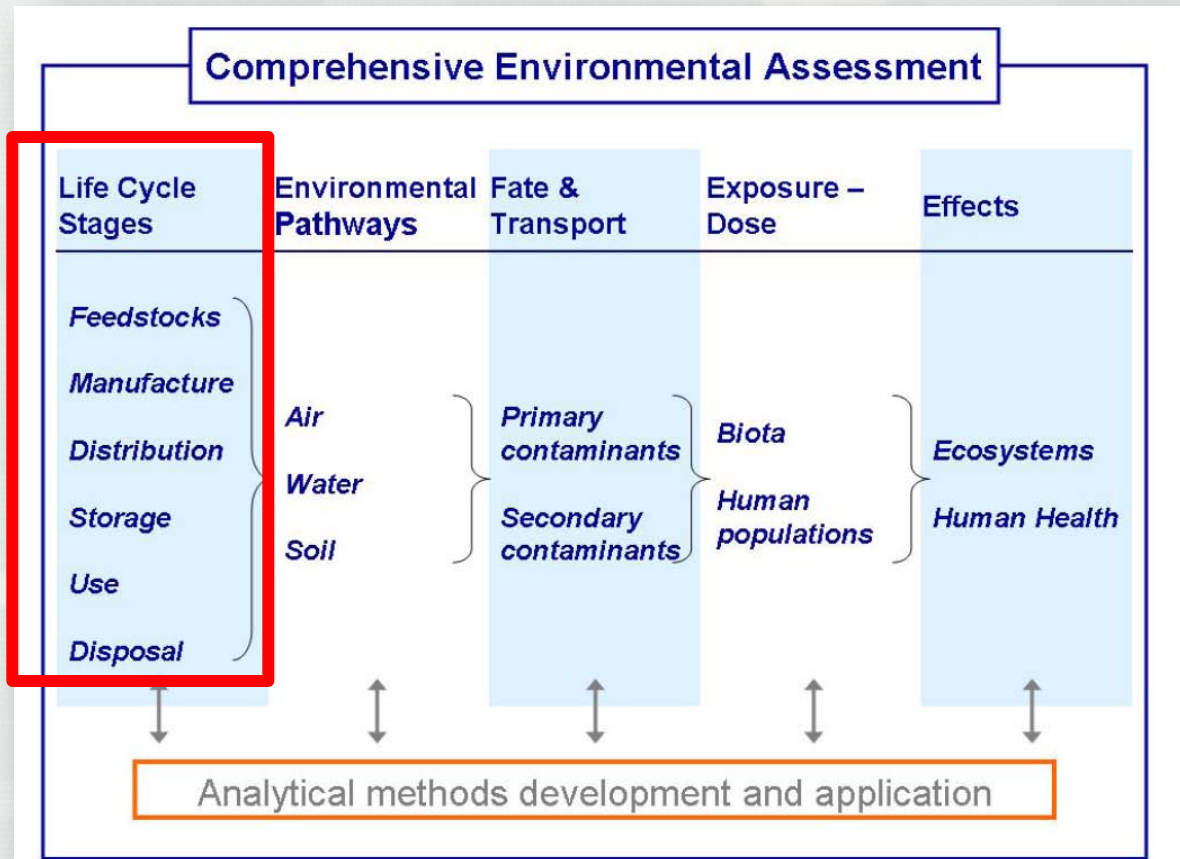 Comprehensive Environmental Assessment
Life Cycle
Stages
Environmental
Pathways
Fate &
Transport
Exposure –
Dose
Effects
Feedstocks
Manufacture
Distribution
Storage
Use
Disposal
Air
Water
Soil
Primary
contaminants
Secondary
contaminants
Biota
Human
populations
Ecosystems
Human Health
Analytical methods development and application